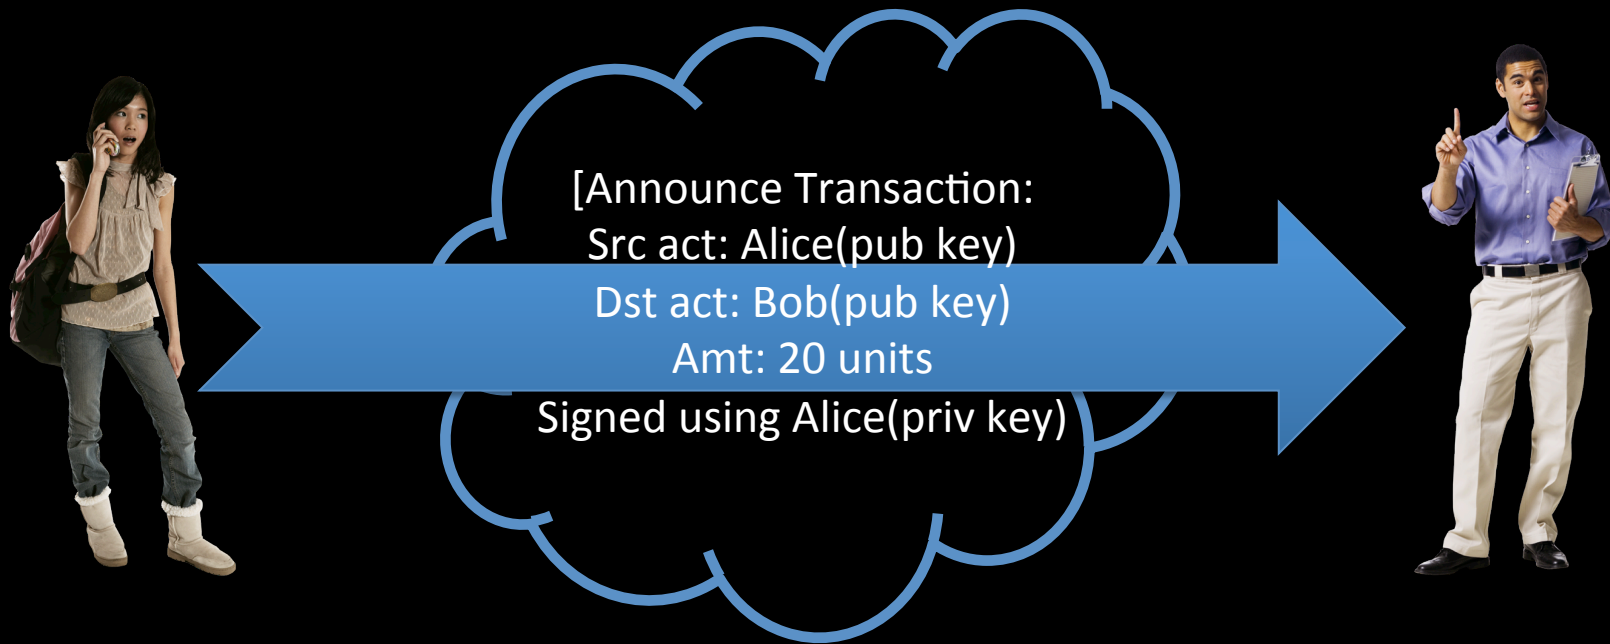 [Announce Transaction:
Src act: Alice(pub key)
Dst act: Bob(pub key)
Amt: 20 units
Signed using Alice(priv key)